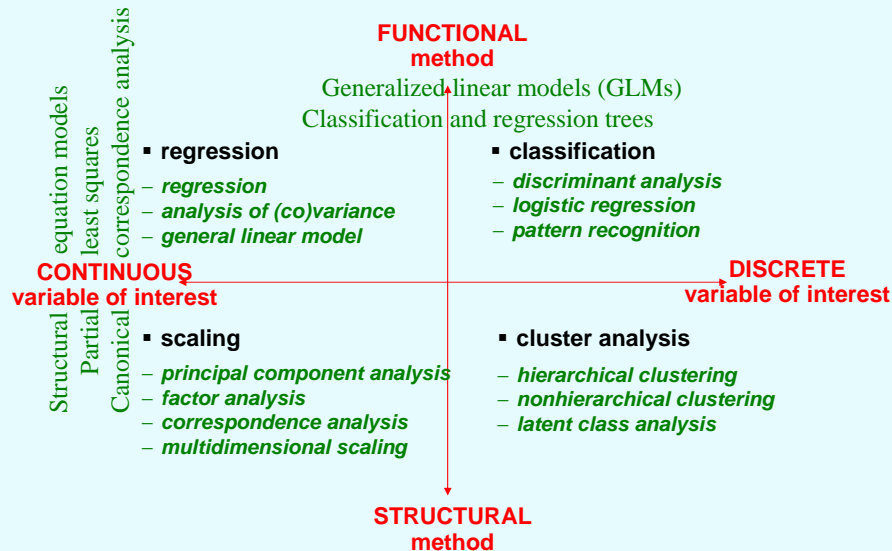 FUNCTIONAL
method
Generalized linear models (GLMs)
Classification and regression trees
Structural equation models
Partial least squares
Canonical correspondence analysis
▪ regression
– regression
– analysis of (co)variance
– general linear model
▪ classification
– discriminant analysis
– logistic regression
– pattern recognition
CONTINUOUS
variable of interest
DISCRETE
variable of interest
▪ scaling
– principal component analysis
– factor analysis
– correspondence analysis
– multidimensional scaling
▪ cluster analysis
– hierarchical clustering
– nonhierarchical clustering
– latent class analysis
STRUCTURAL
method